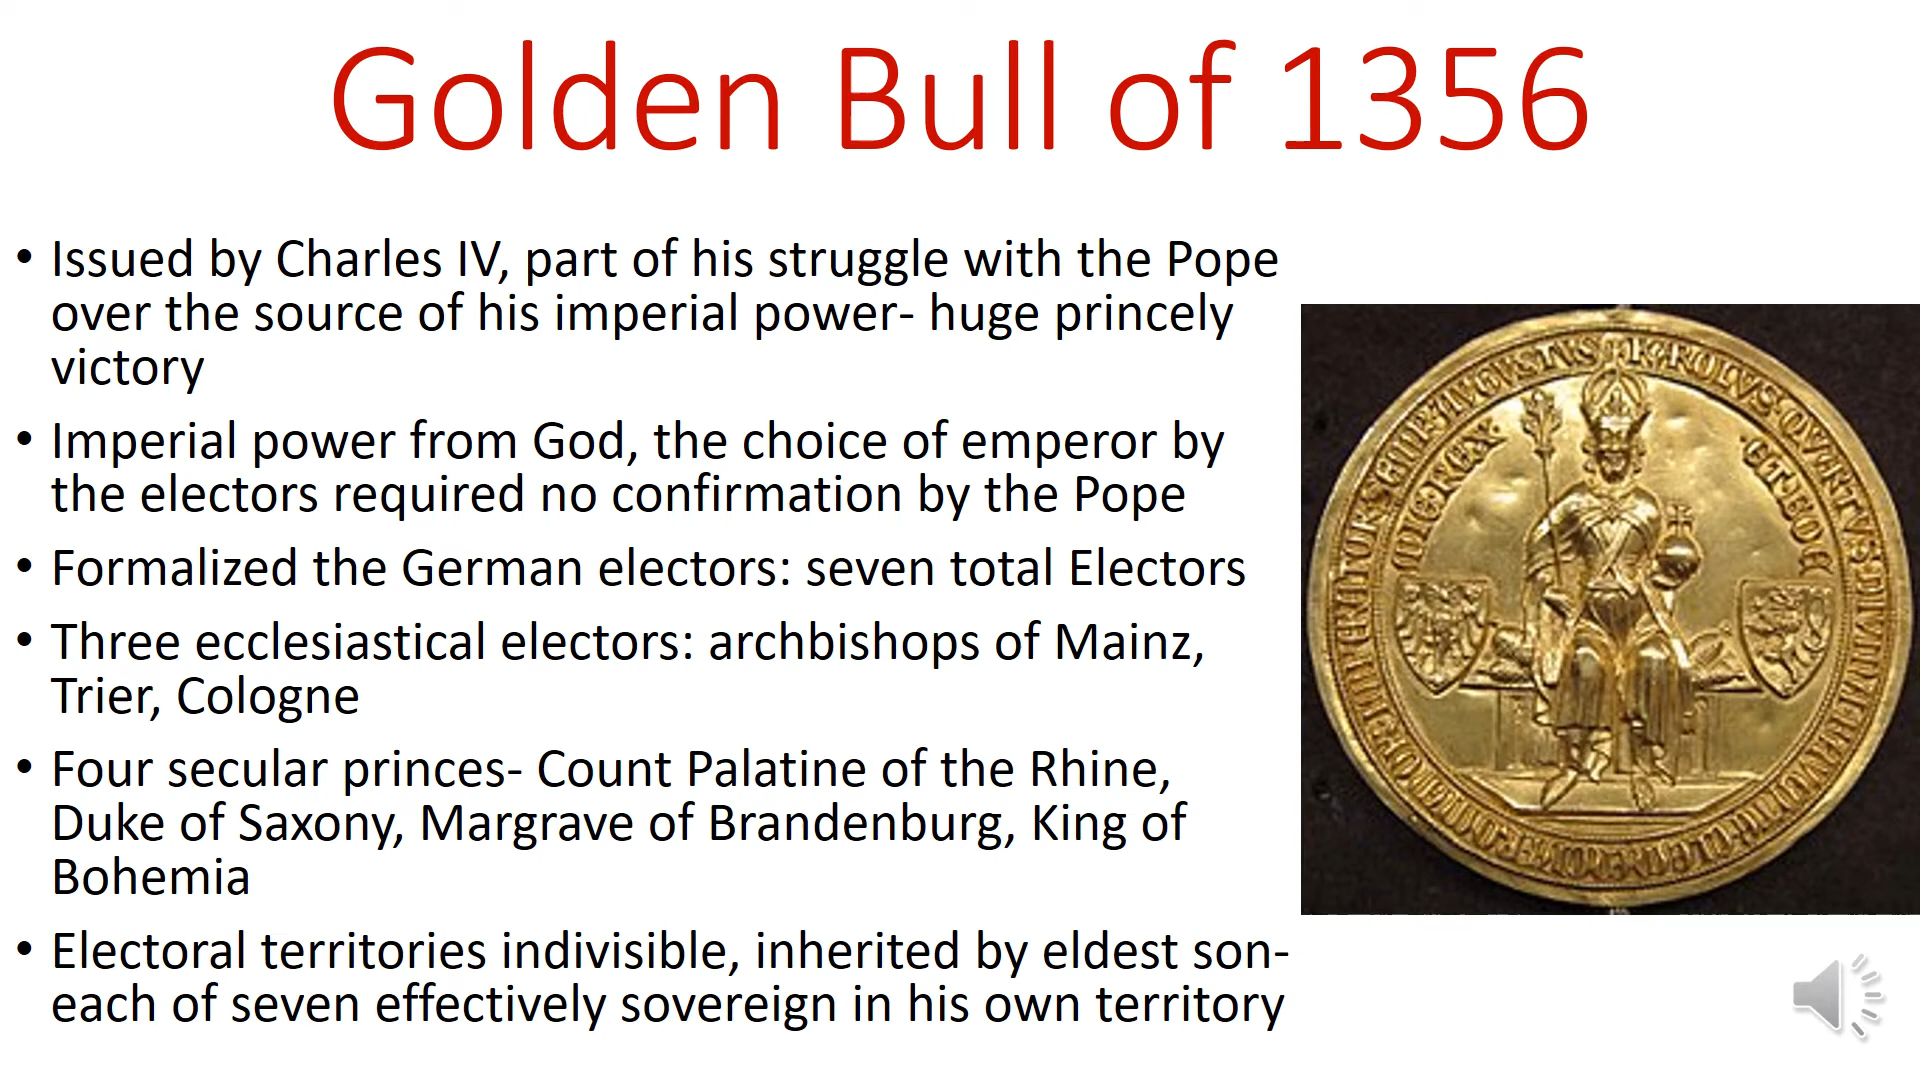 Golden Bull of 1356
• Issued by Charles IV, part of his struggle with the Pope
over the source of his imperial power- huge princely
victory
• Imperial power from God, the choice of emperor by
the electors required no confirmation by the Pope
• Formalized the German electors: seven total Electors
• Three ecclesiastical electors: archbishops of Mainz,
Trier, Cologne
• Four secular princes- Count Palatine of the Rhine,
Duke of Saxony, Margrave of Brandenburg, King of
Bohemia
• Electoral territories indivisible, inherited by eldest son-
each of seven effectively sovereign in his own territory